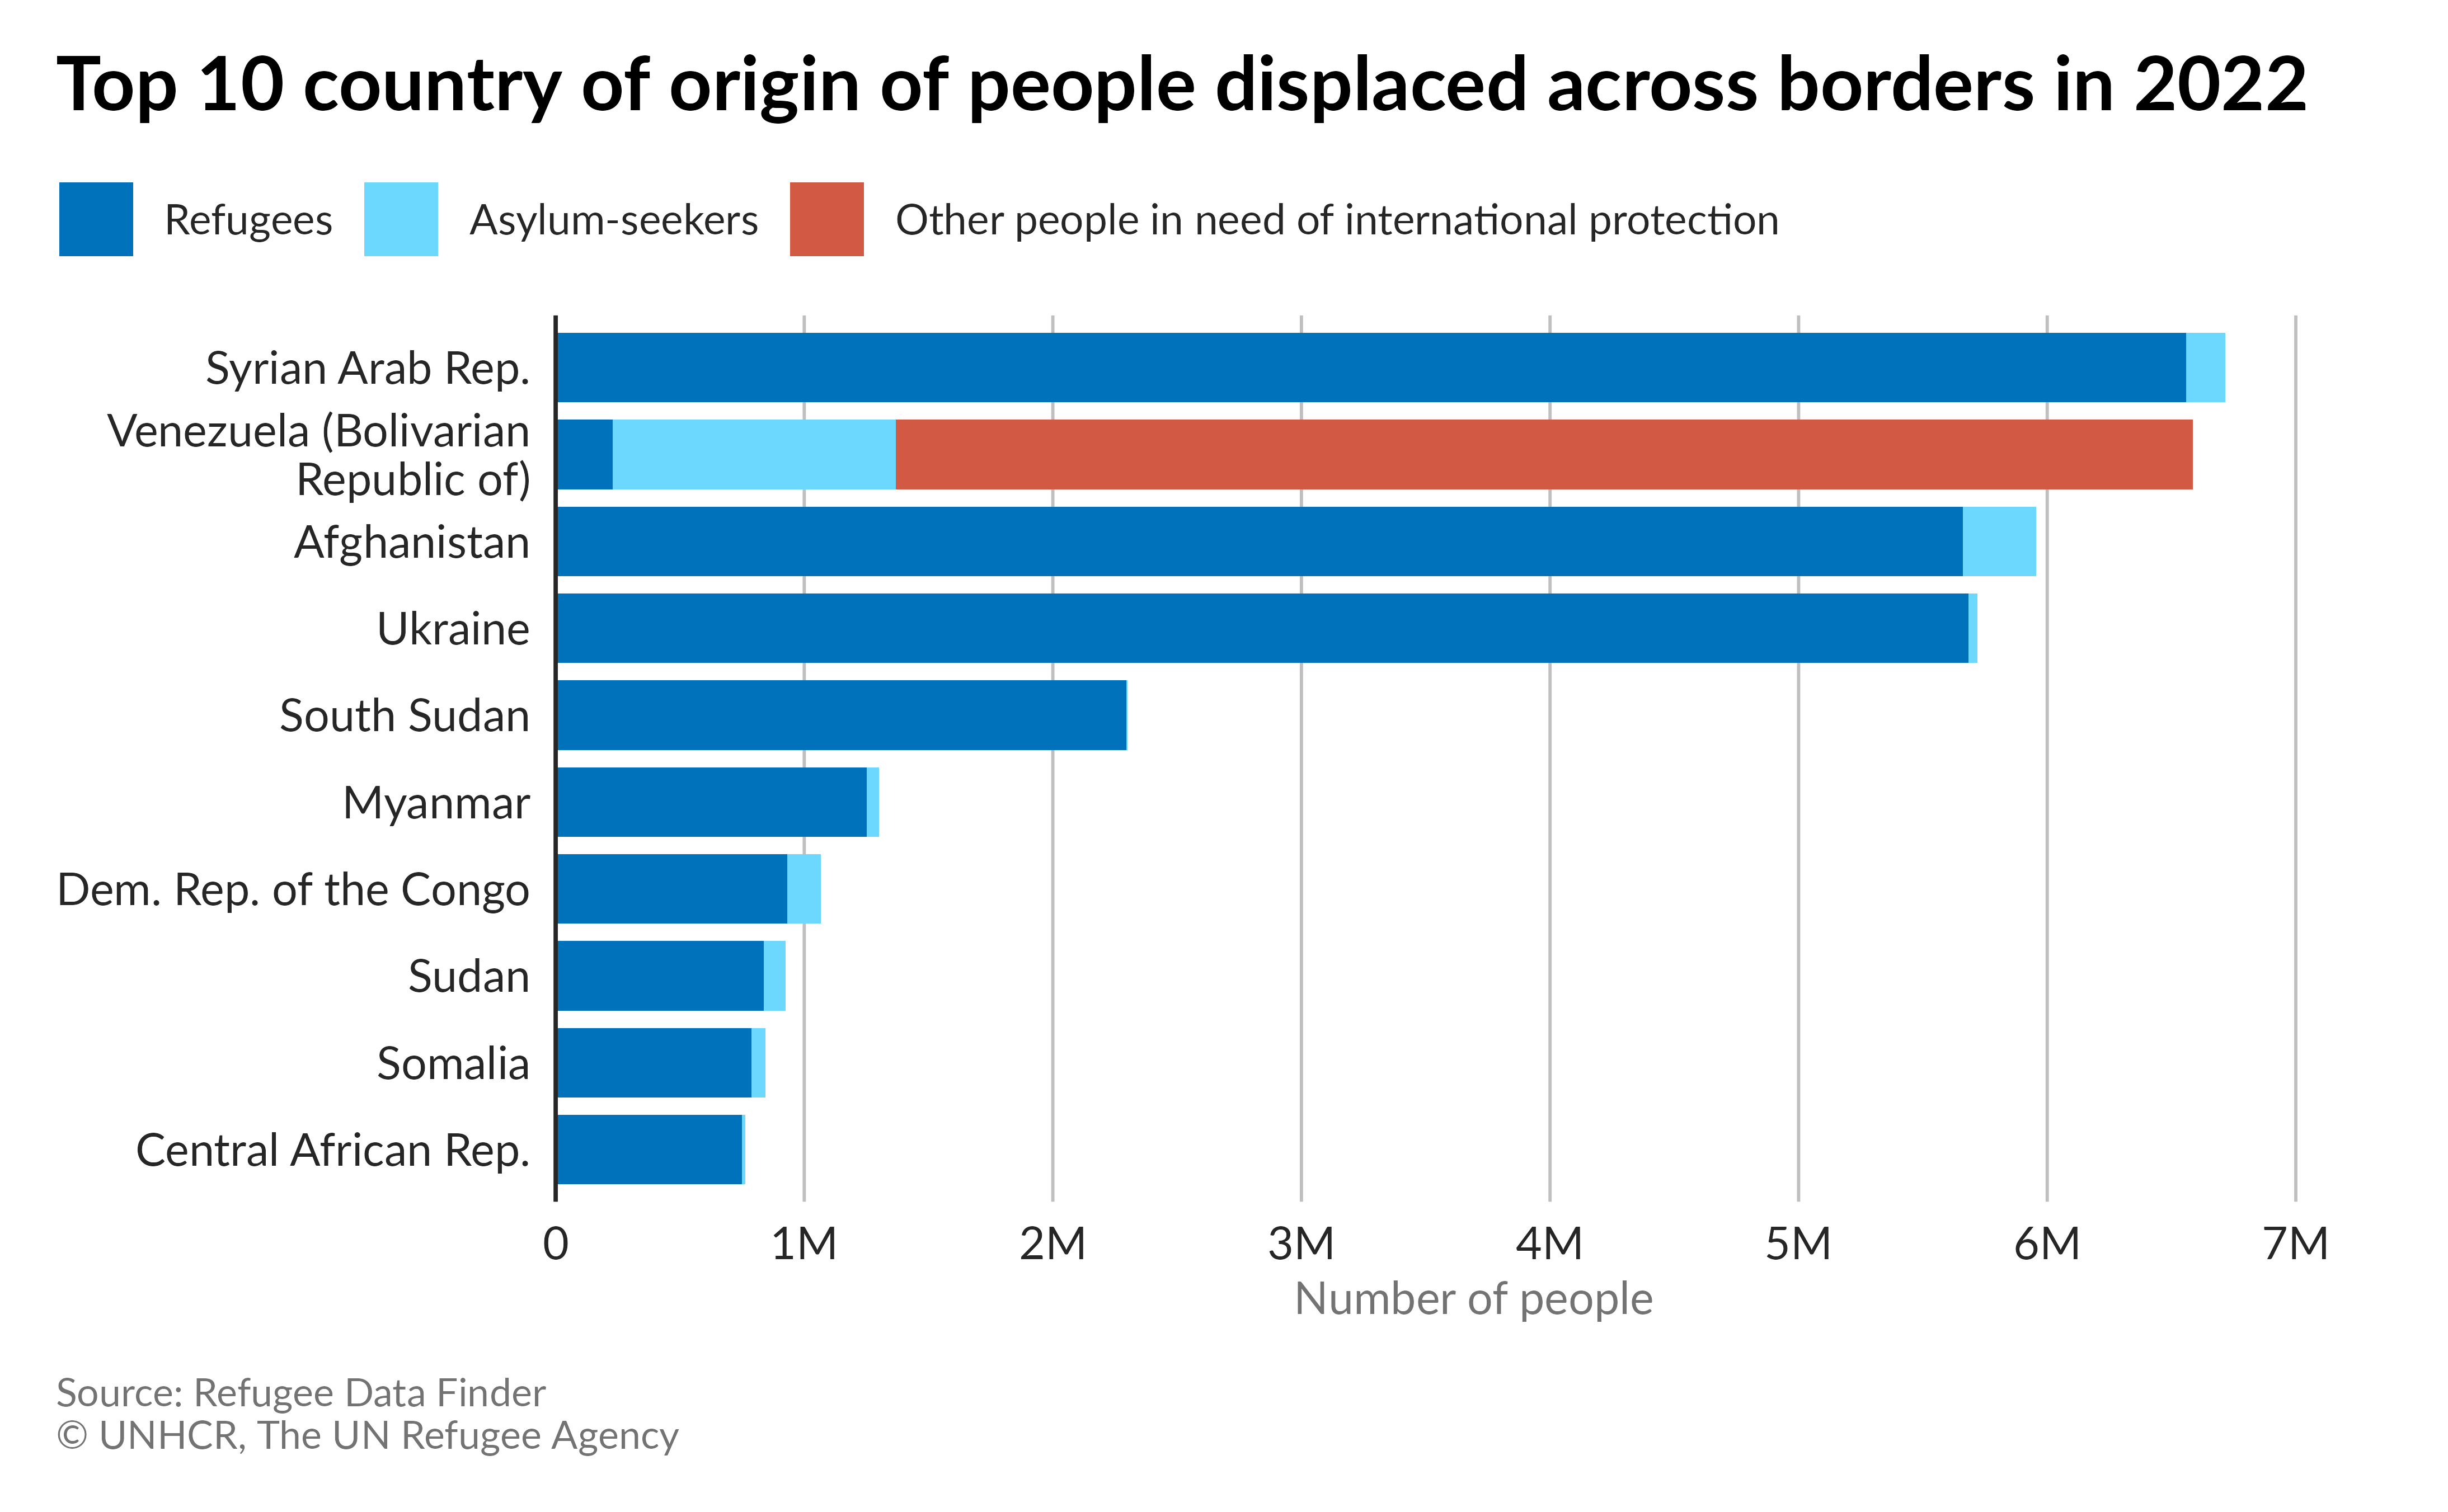 Top 10 country of origin of people displaced across borders in 2022
Refugees Asylum-seekers Other people in need of international protection
Syrian Arab Rep.
Venezuela (Bolivarian
Republic of)
Afghanistan
Ukraine
South Sudan
Myanmar
Dem. Rep. of the Congo
Sudan
Somalia
Central African Rep.
0 1M 2M 3M 4M 5M 6M 7M
Number of people
Source: Refugee Data Finder
© UNHCR, The UN Refugee Agency